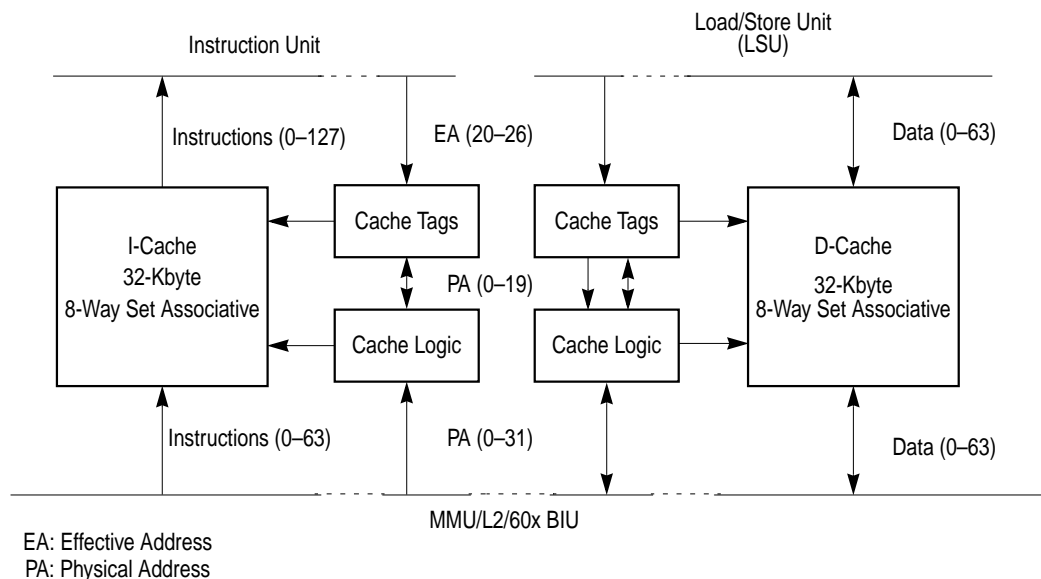 Instruction Unit
Load/Store Unit
(LSU)
Instructions (0–127)
EA (20–26)
Data (0–63)
I-Cache
32-Kbyte
8-Way Set Associative
Cache Tags
Cache Tags
D-Cache
32-Kbyte
8-Way Set Associative
PA (0–19)
Cache Logic
Cache Logic
Instructions (0–63)
PA (0–31)
Data (0–63)
MMU/L2/60x BIU
EA: Effective Address
PA: Physical Address